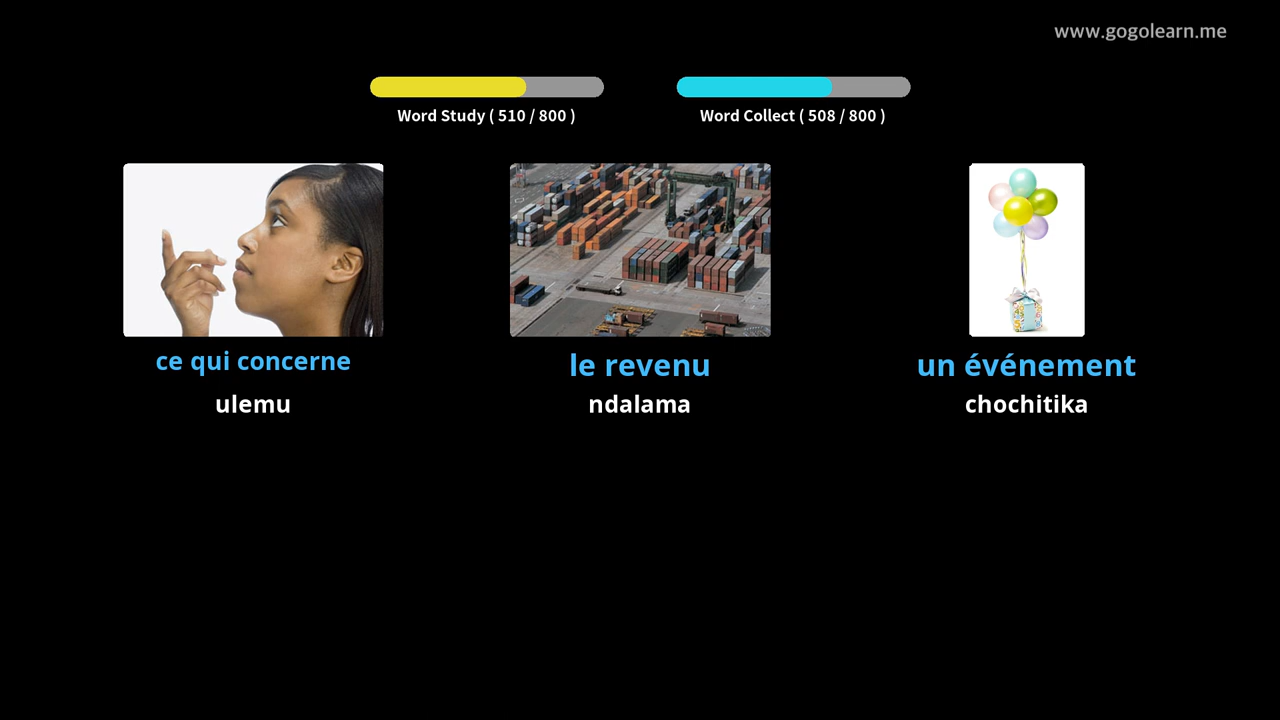 www.gogolearn.me
Word Study ( 510 / 800 )
Word Collect ( 508 / 800 )
ce qui concerne
le revenu
un événement
ulemu
ndalama
chochitika